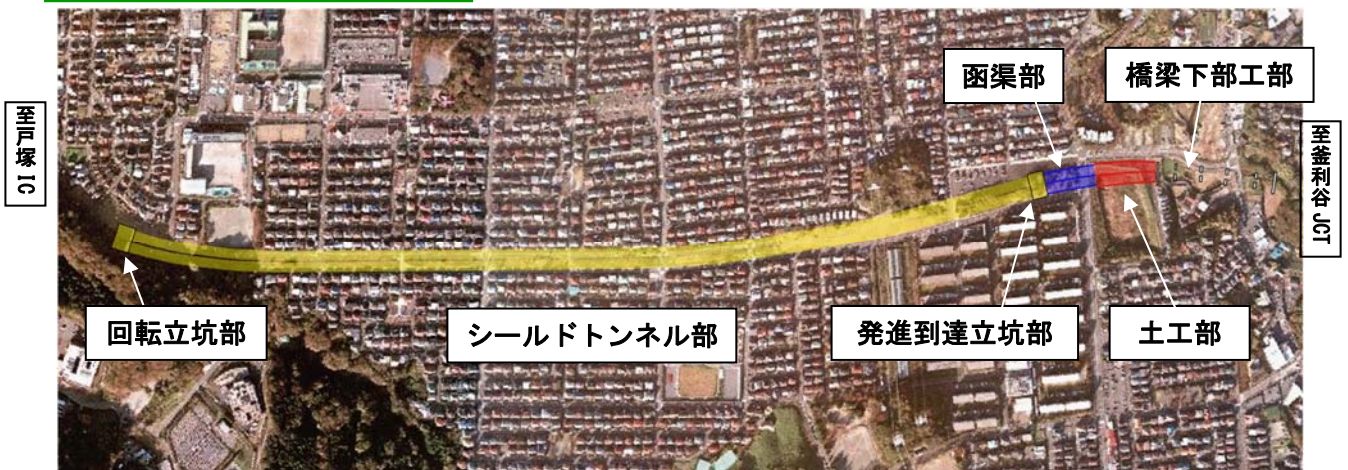 函渠部
橋梁下部工部
至戸塚IC
至釜利谷JCT
回転立坑部
シールドトンネル部
発進到達立坑部
土工部